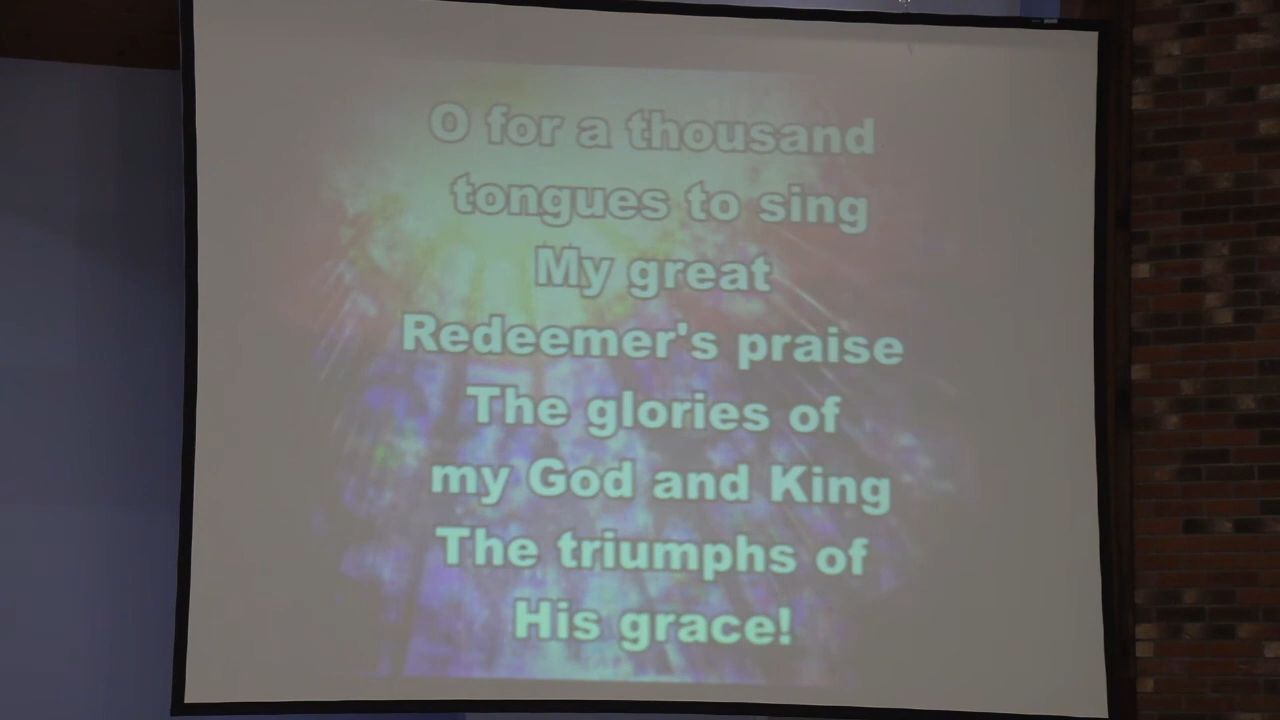 O for a thousand
tongues to sing
My great
Redeemer's praise
The glories of
my God and King
The triumphs of
His grace!